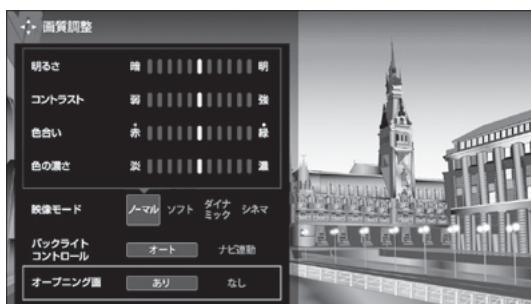 画質調整
明るさ 暗 明
コントラスト 弱 強
色合い 赤 緑
色の濃さ 淡 濃
映像モード ノーマル ソフト ダイナミック シネマ
バックライト
コントロール オート ナビ連動
オープニング画 あり なし